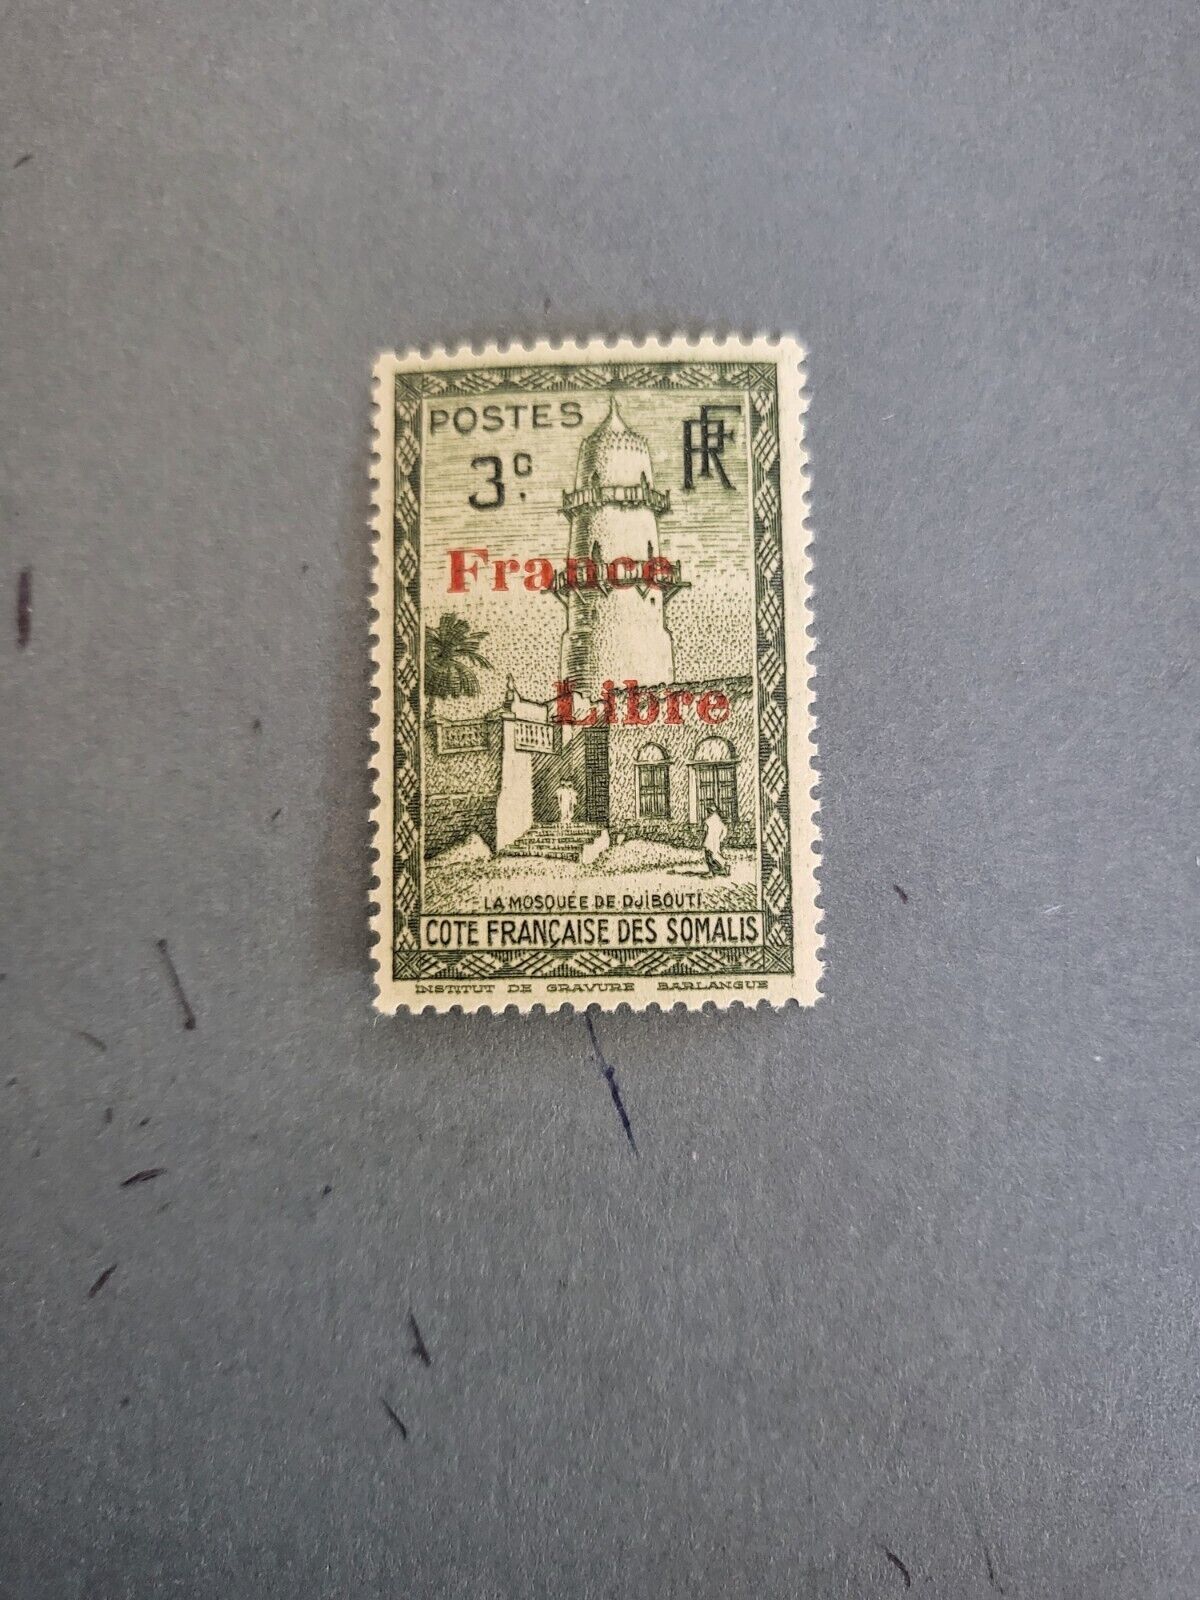 POSTES
RF
3c.
France
Libre
LA MOSQUÉE DE DJIBOUTI
COTE FRANÇAISE DES SOMALIS
INSTITUT DE GRAVURE BARLANGUE